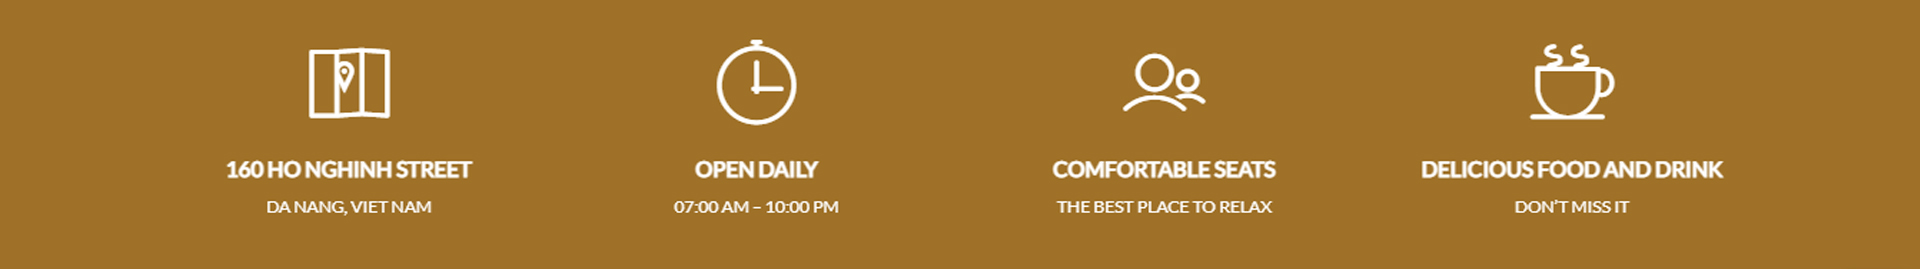 160 HO NGHINH STREET
DA NANG, VIET NAM
OPEN DAILY
07:00 AM – 10:00 PM
COMFORTABLE SEATS
THE BEST PLACE TO RELAX
DELICIOUS FOOD AND DRINK
DON'T MISS IT